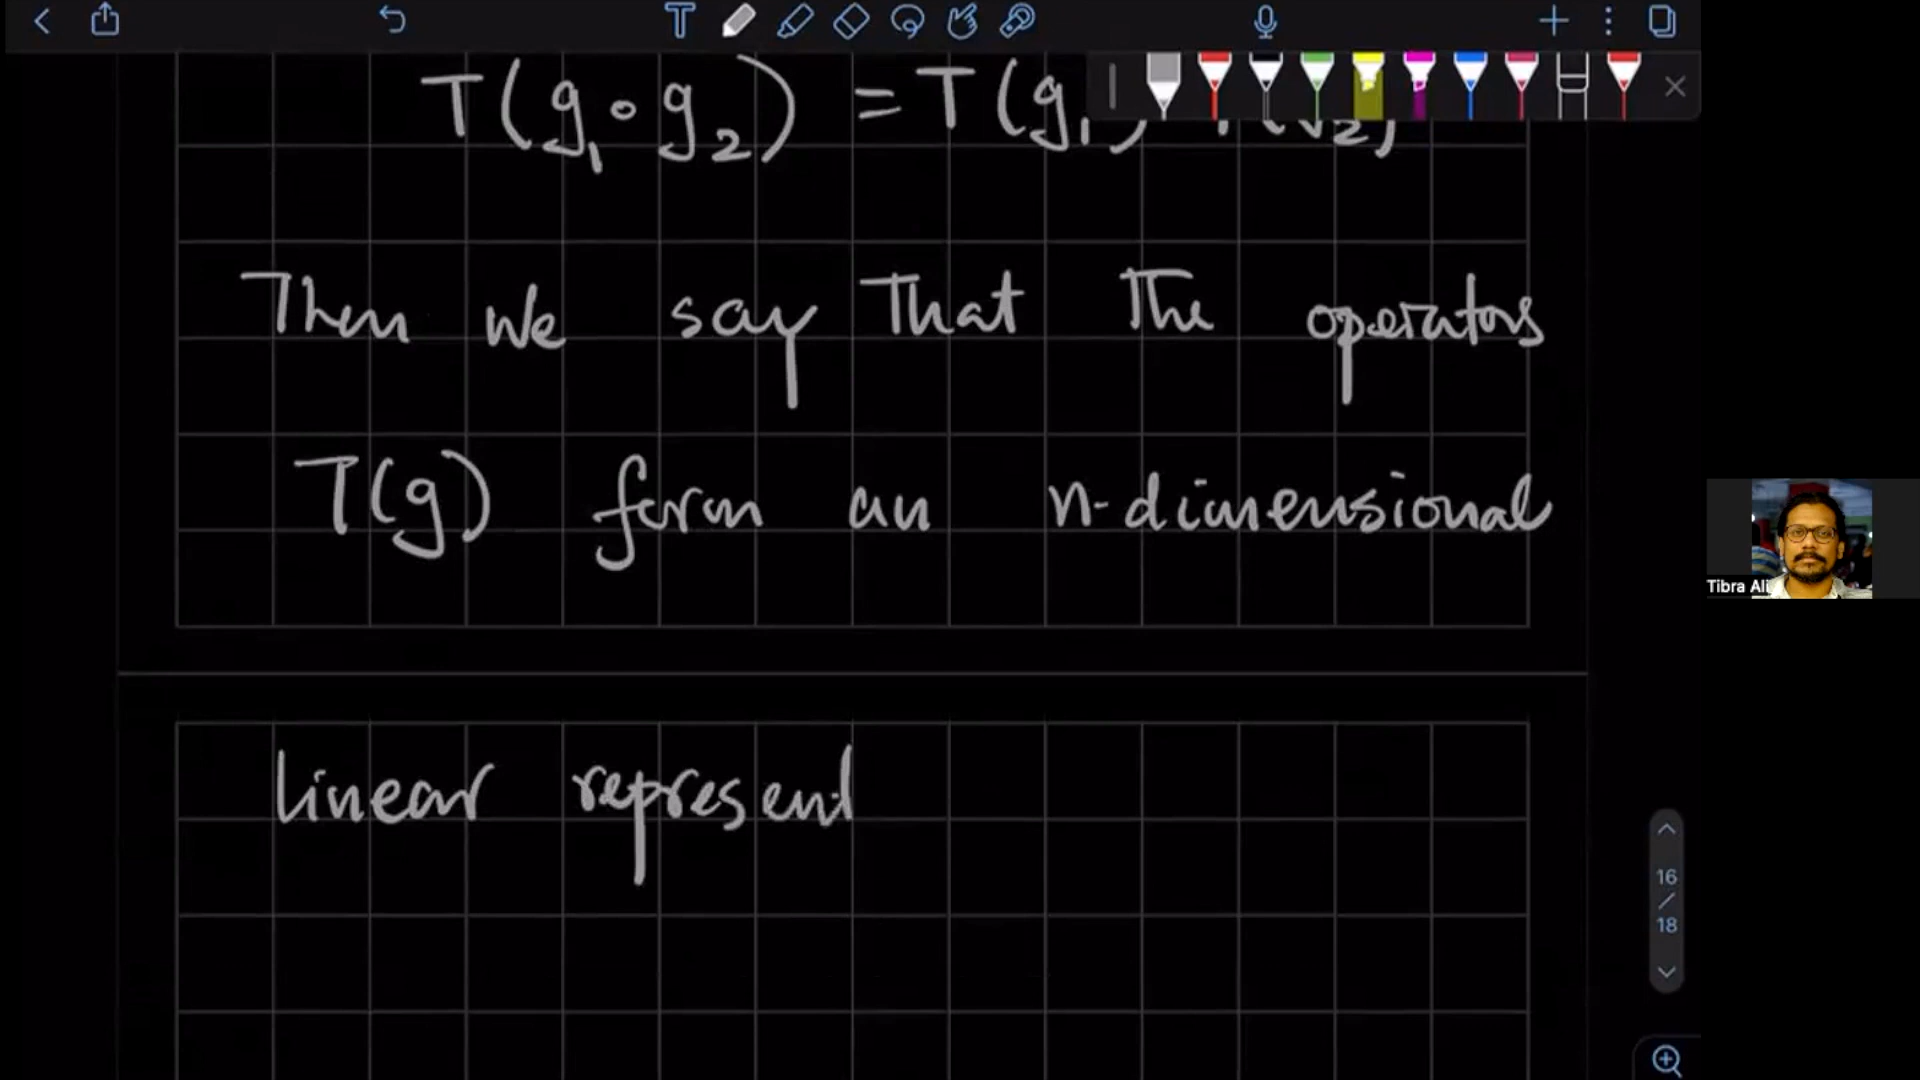 T(g₁∘g₂) = T(g₁)
Then we say that the operators
T(g) form an n-dimensional
linear represent
16
/
18
Tibra Ali